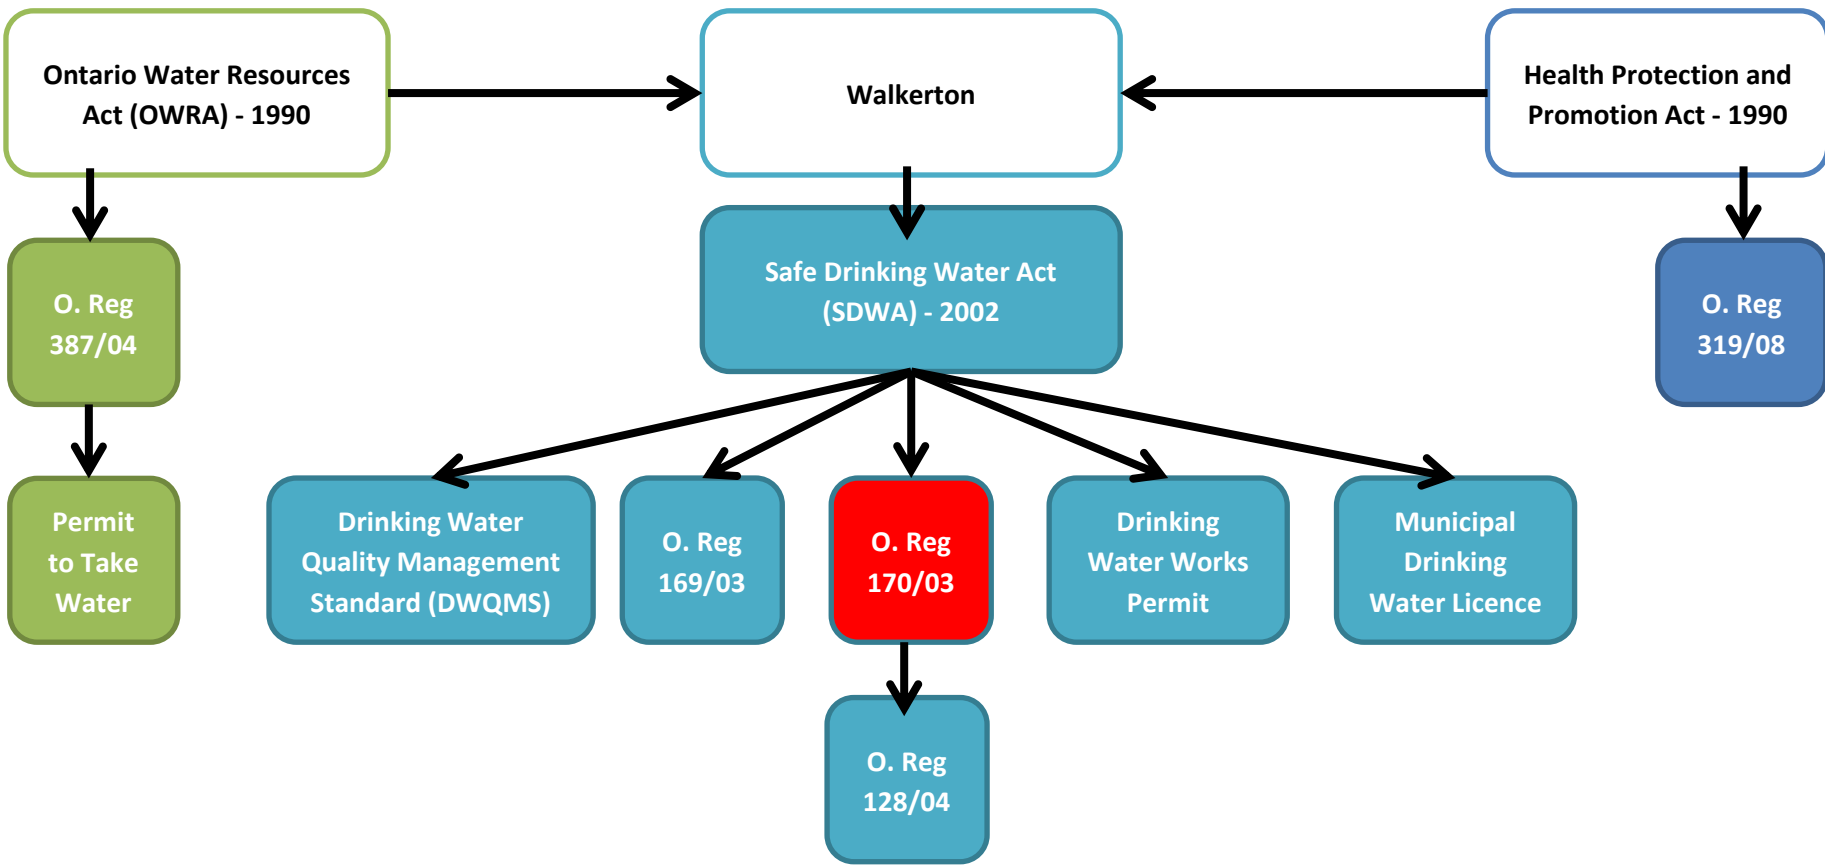 Ontario Water Resources
Act (OWRA) - 1990
Walkerton
Health Protection and
Promotion Act - 1990
O. Reg
387/04
Safe Drinking Water Act
(SDWA) - 2002
O. Reg
319/08
Permit
to Take
Water
Drinking Water
Quality Management
Standard (DWQMS)
O. Reg
169/03
O. Reg
170/03
Drinking
Water Works
Permit
Municipal
Drinking
Water Licence
O. Reg
128/04